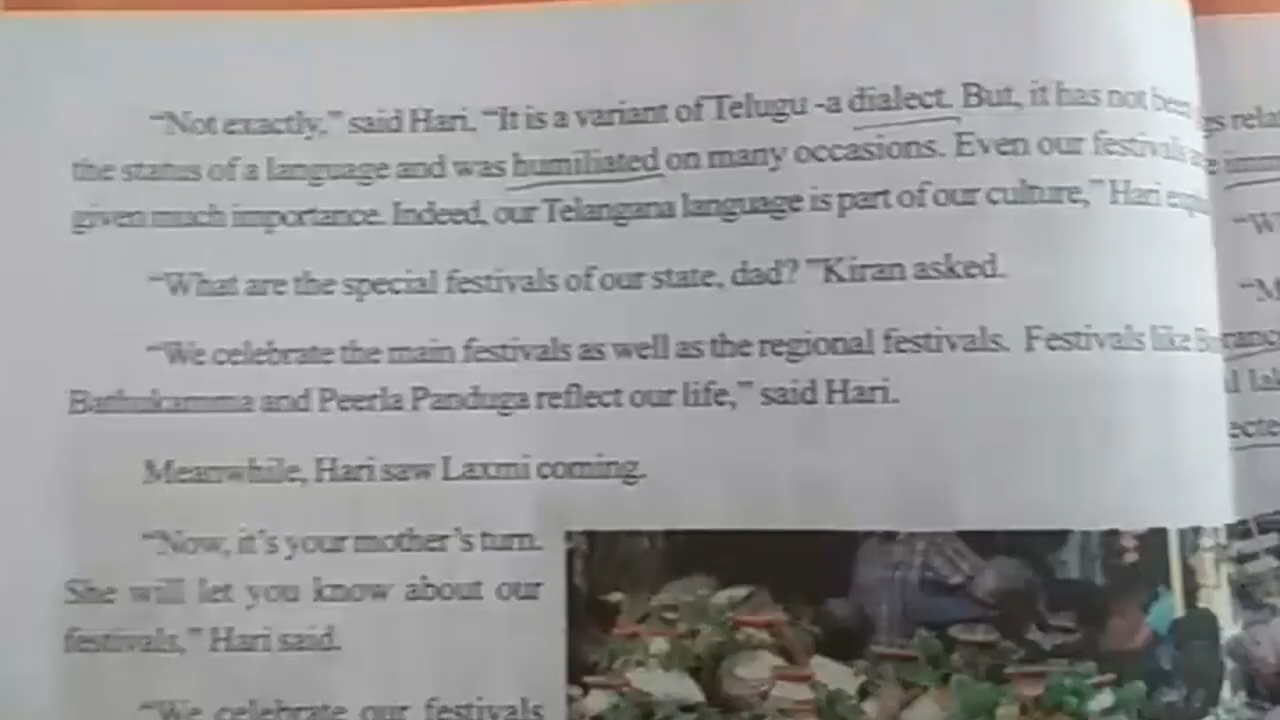 “Not exactly.” said Hari. “It is a variant of Telugu -a dialect. But, it has not been
the status of a language and was humiliated on many occasions. Even our festivals
given much importance. Indeed, our Telangana language is part of our culture,” Hari
“What are the special festivals of our state, dad? ”Kiran asked.
“We celebrate the main festivals as well as the regional festivals. Festivals like
Bathukamma and Peerla Panduga reflect our life,” said Hari.
Meanwhile, Hari saw Laxmi coming.
“Now, it’s your mother’s turn.
She will let you know about our
festivals,” Hari said.
“We celebrate our festivals